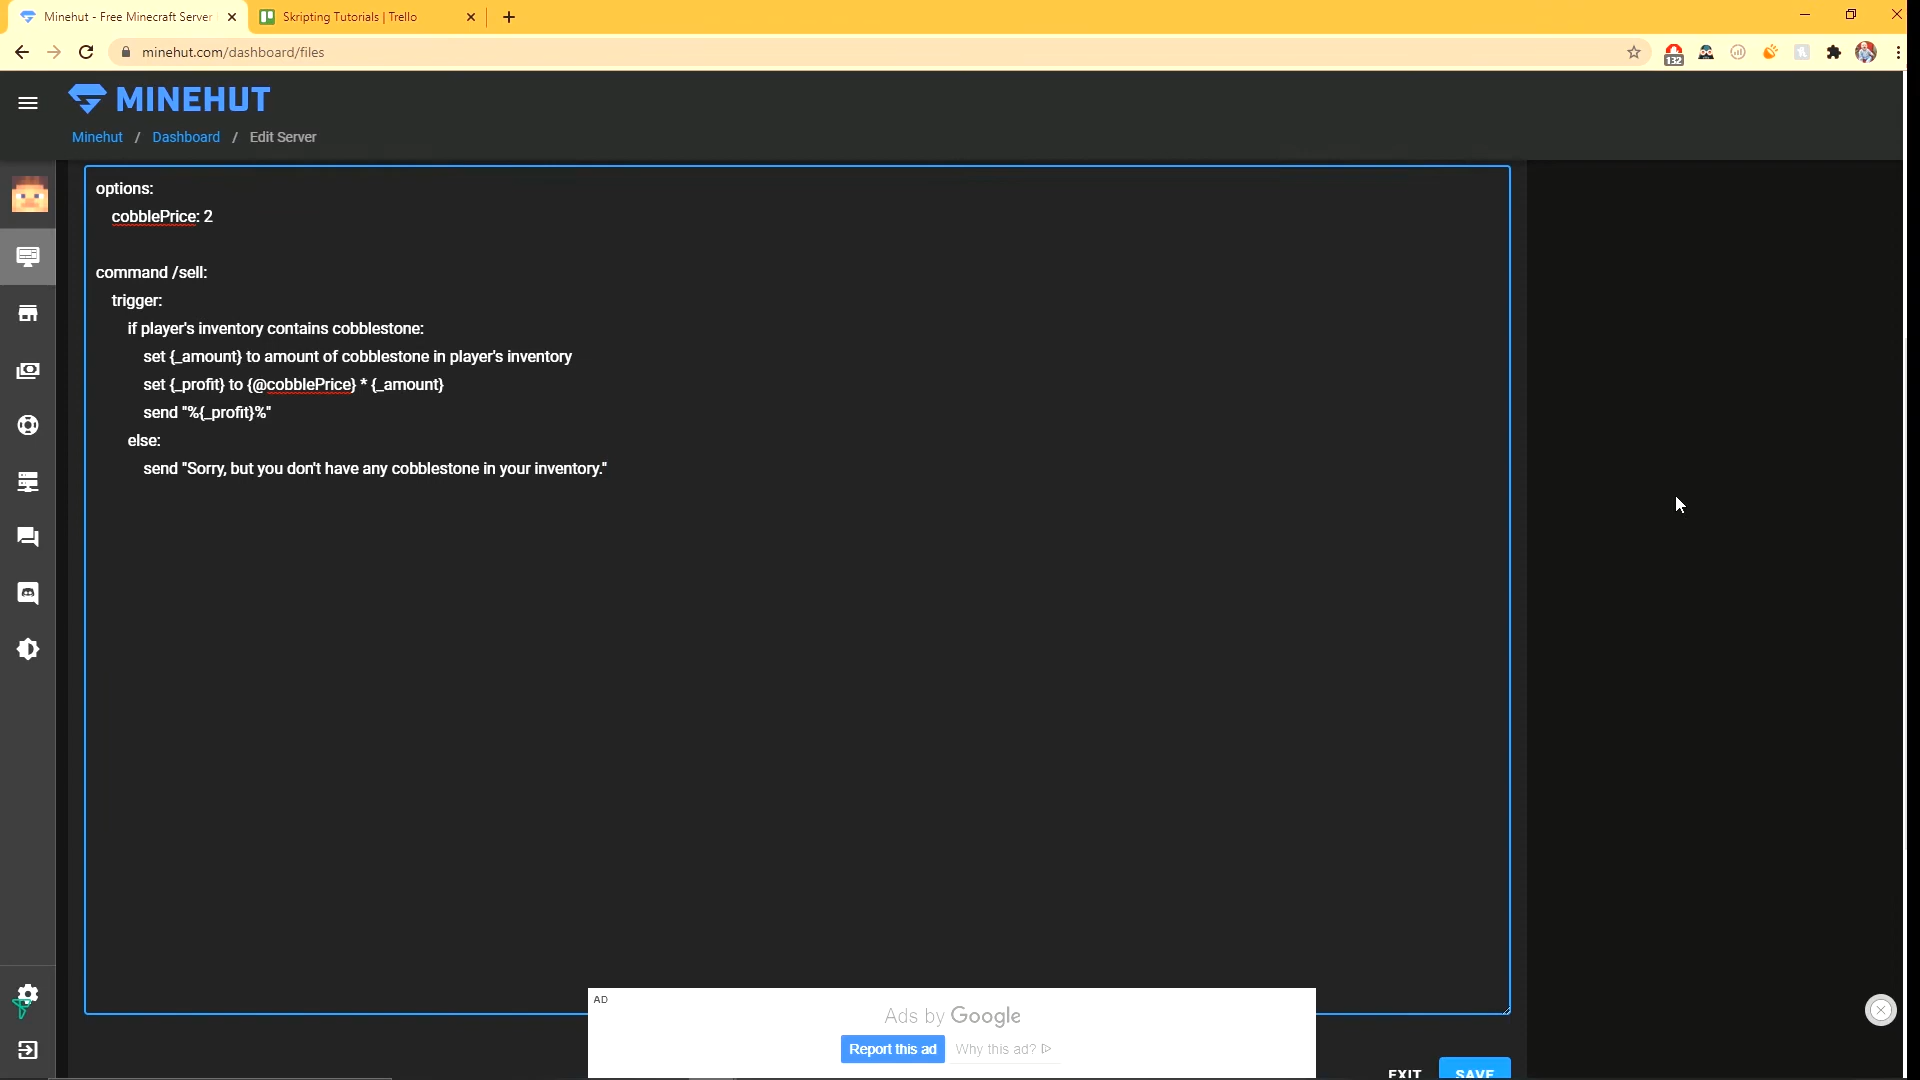 Minehut - Free Minecraft Server
Skripting Tutorials | Trello
minehut.com/dashboard/files
132
MINEHUT
Minehut / Dashboard / Edit Server
options:
cobblePrice: 2
command /sell:
trigger:
if player's inventory contains cobblestone:
set {_amount} to amount of cobblestone in player's inventory
set {_profit} to {@cobblePrice} * {_amount}
send "%{_profit}%"
else:
send "Sorry, but you don't have any cobblestone in your inventory."
AD
Ads by Google
Report this ad
Why this ad?
EXIT
SAVE